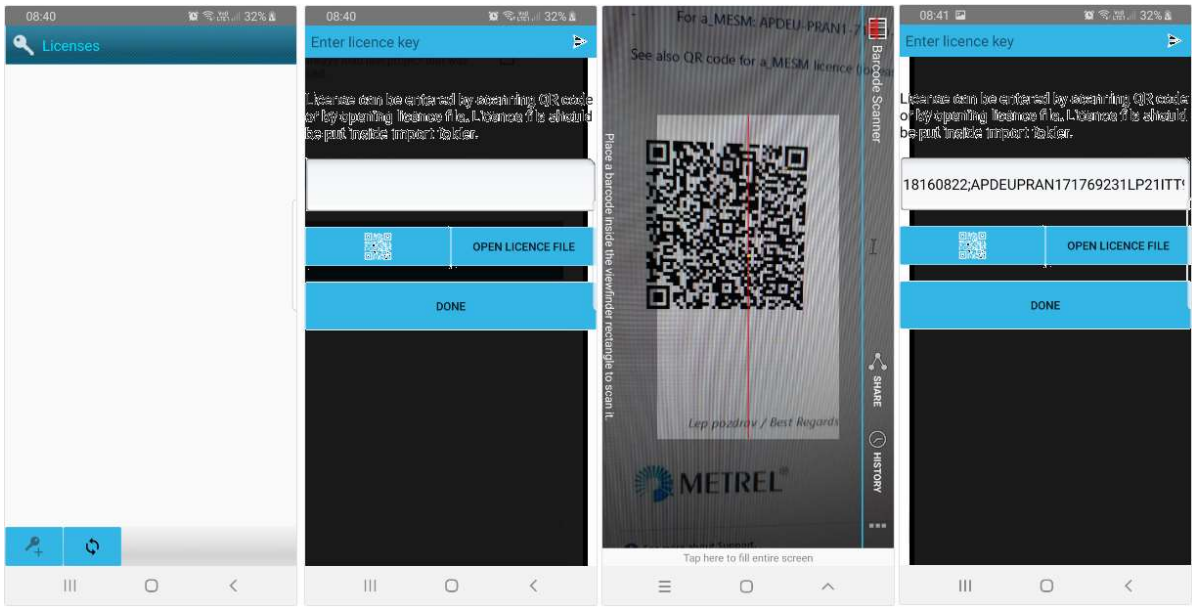 08:40
32%
Licenses
08:40
32%
Enter licence key
License can be entered by scanning QR code
or by opening licence file. Licence file should
be put inside import folder.
OPEN LICENCE FILE
DONE
For a_MESM: APDEU-PRAN1-71
See also QR code for a_MESM licence
Barcode Scanner
Place a barcode inside the viewfinder rectangle to scan it.
SHARE
HISTORY
Lep pozdrav / Best Regards
METREL®
Tap here to fill entire screen
08:41
32%
Enter licence key
License can be entered by scanning QR code
or by opening licence file. Licence file should
be put inside import folder.
18160822;APDEUPRAN171769231LP21ITT
OPEN LICENCE FILE
DONE